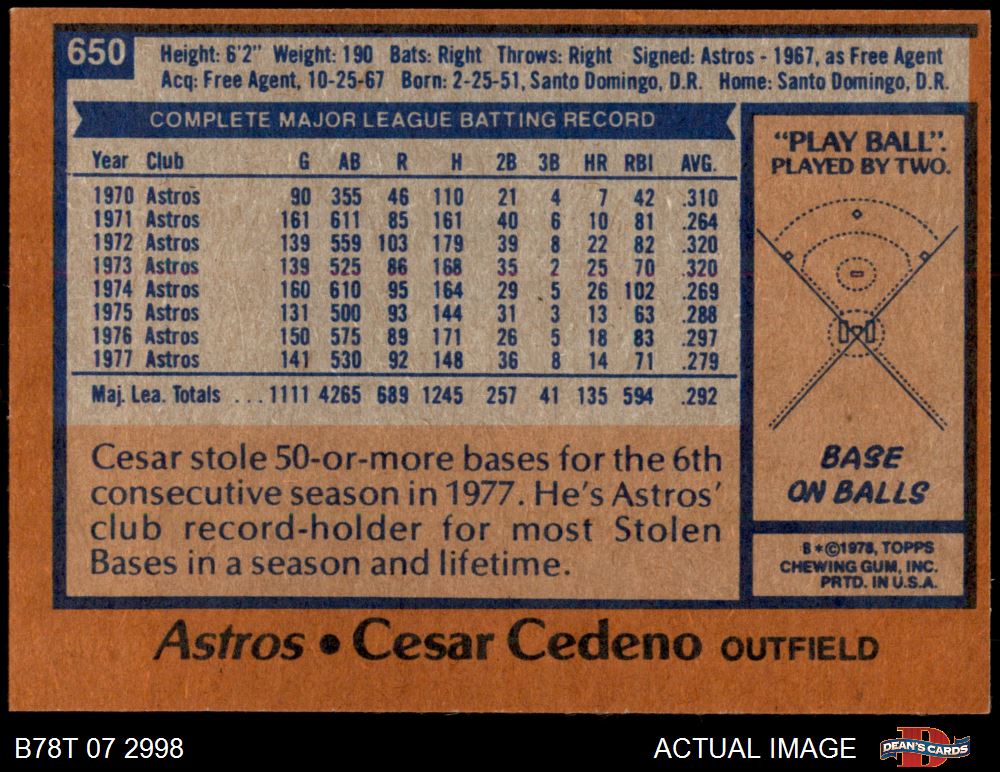 650
Height: 6'2" Weight: 190 Bats: Right Throws: Right Signed: Astros - 1967, as Free Agent
Acq: Free Agent, 10-25-67 Born: 2-25-51, Santo Domingo, D.R. Home: Santo Domingo, D.R.
COMPLETE MAJOR LEAGUE BATTING RECORD
Year Club G AB R H 2B 3B HR RBI AVG.
1970 Astros 90 355 46 110 21 4 7 42 .310
1971 Astros 161 611 85 161 40 6 10 81 .264
1972 Astros 139 559 103 179 39 8 22 82 .320
1973 Astros 139 525 86 168 35 2 25 70 .320
1974 Astros 160 610 95 164 29 5 26 102 .269
1975 Astros 131 500 93 144 31 3 13 63 .288
1976 Astros 150 575 89 171 26 5 18 83 .297
1977 Astros 141 530 92 148 36 8 14 71 .279
Maj. Lea. Totals ... 1111 4265 689 1245 257 41 135 594 .292
Cesar stole 50-or-more bases for the 6th
consecutive season in 1977. He's Astros'
club record-holder for most Stolen
Bases in a season and lifetime.
"PLAY BALL".
PLAYED BY TWO.
BASE
ON BALLS
B*©1978, TOPPS
CHEWING GUM, INC.
PRTD. IN U.S.A.
Astros • Cesar Cedeno OUTFIELD
B78T 07 2998
ACTUAL IMAGE
D
DEAN'S CARDS